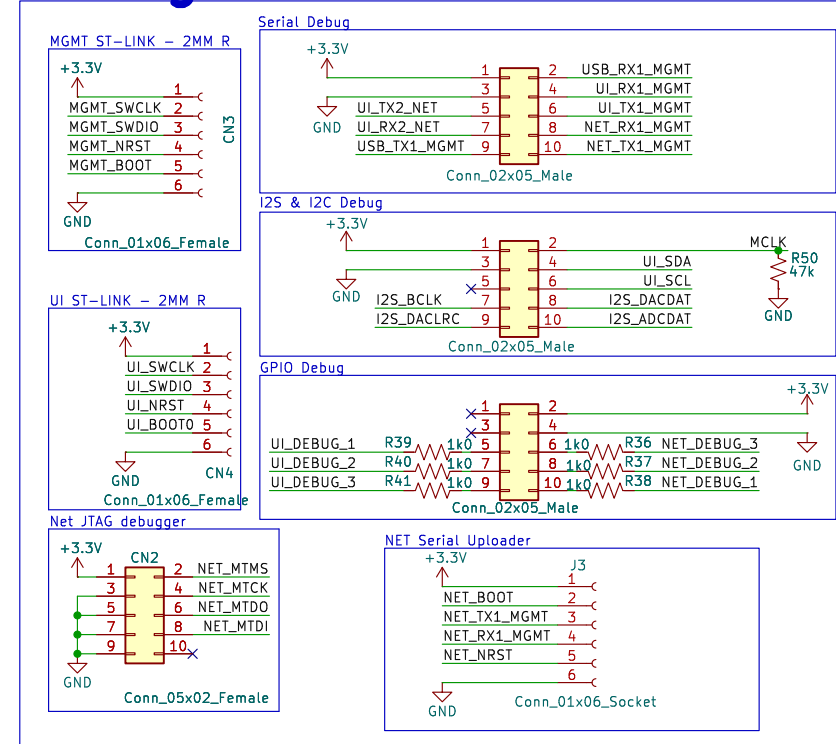 MGMT ST-LINK - 2MM R
+3.3V
1
MGMT_SWCLK 2
MGMT_SWDIO 3
MGMT_NRST 4
MGMT_BOOT 5
6
CN3
GND
Conn_01x06_Female
Serial Debug
+3.3V
1 2 USB_RX1_MGMT
3 4 UI_RX1_MGMT
GND
UI_TX2_NET 5 6 UI_TX1_MGMT
UI_RX2_NET 7 8 NET_RX1_MGMT
USB_TX1_MGMT 9 10 NET_TX1_MGMT
Conn_02x05_Male
I2S & I2C Debug
+3.3V
1 2 MCLK
3 4 UI_SDA
GND
5 6 UI_SCL
I2S_BCLK 7 8 I2S_DACDAT
I2S_DACLRC 9 10 I2S_ADCDAT
R50
47k
GND
Conn_02x05_Male
UI ST-LINK - 2MM R
+3.3V
1
UI_SWCLK 2
UI_SWDIO 3
UI_NRST 4
UI_BOOT0 5
6
GND
CN4
Conn_01x06_Female
GPIO Debug
+3.3V
1 2
3 4
GND
UI_DEBUG_1 R39 1k0 5 6 1k0 R36 NET_DEBUG_3
UI_DEBUG_2 R40 1k0 7 8 1k0 R37 NET_DEBUG_2
UI_DEBUG_3 R41 1k0 9 10 1k0 R38 NET_DEBUG_1
Conn_02x05_Male
Net JTAG debugger
+3.3V
CN2
1 2 NET_MTMS
3 4 NET_MTCK
5 6 NET_MTDO
7 8 NET_MTDI
9 10
GND
Conn_05x02_Female
NET Serial Uploader
+3.3V
J3
1
NET_BOOT 2
NET_TX1_MGMT 3
NET_RX1_MGMT 4
NET_NRST 5
6
GND
Conn_01x06_Socket